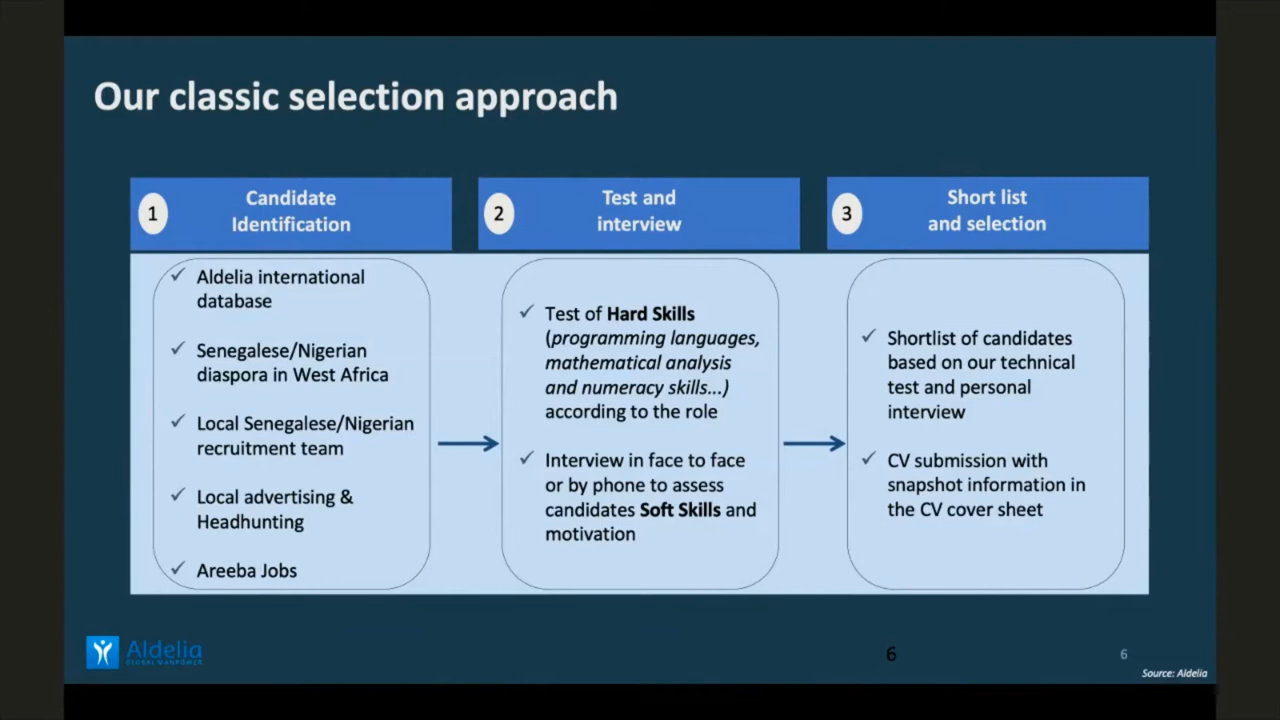 Our classic selection approach
1
Candidate
Identification
2
Test and
interview
3
Short list
and selection
✓ Aldelia international
database
✓ Senegalese/Nigerian
diaspora in West Africa
✓ Local Senegalese/Nigerian
recruitment team
✓ Local advertising &
Headhunting
✓ Areeba Jobs
✓ Test of Hard Skills
(programming languages,
mathematical analysis
and numeracy skills...)
according to the role
✓ Interview in face to face
or by phone to assess
candidates Soft Skills and
motivation
✓ Shortlist of candidates
based on our technical
test and personal
interview
✓ CV submission with
snapshot information in
the CV cover sheet
Aldelia
GLOBAL MANPOWER
6
6
Source: Aldelia